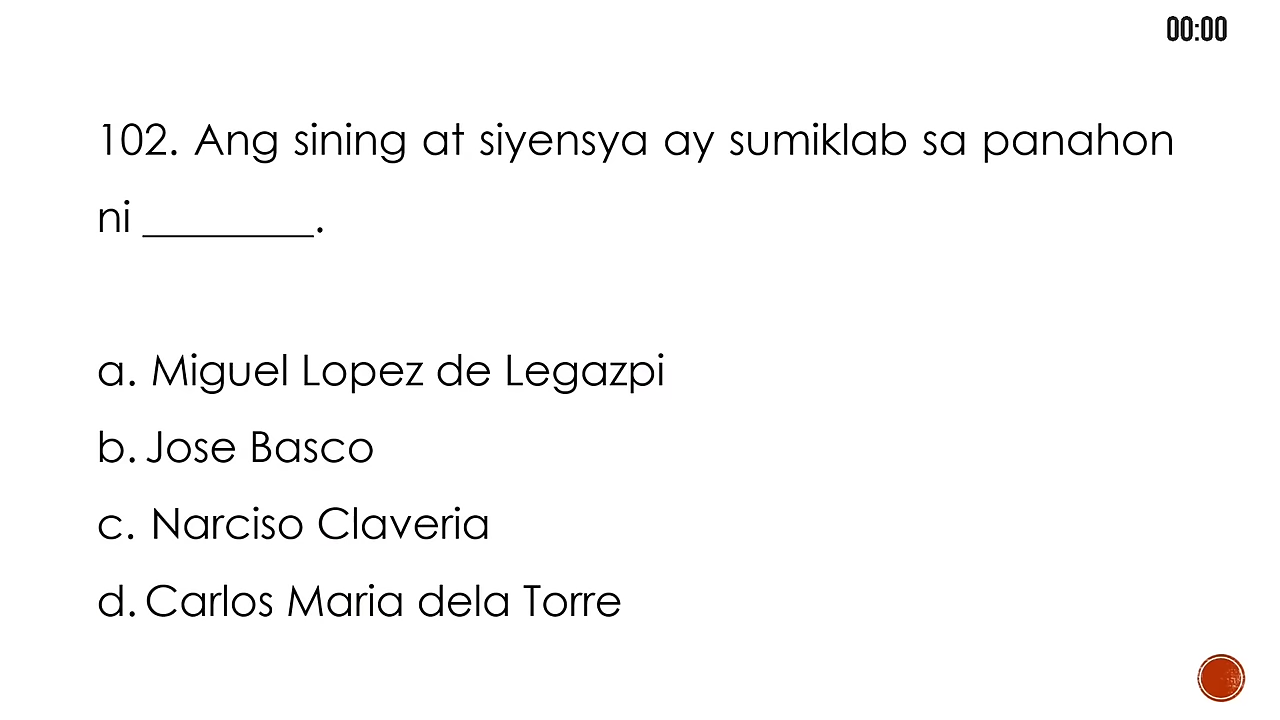 00:00
102. Ang sining at siyensya ay sumiklab sa panahon
ni ________.
a. Miguel Lopez de Legazpi
b. Jose Basco
c. Narciso Claveria
d. Carlos Maria dela Torre